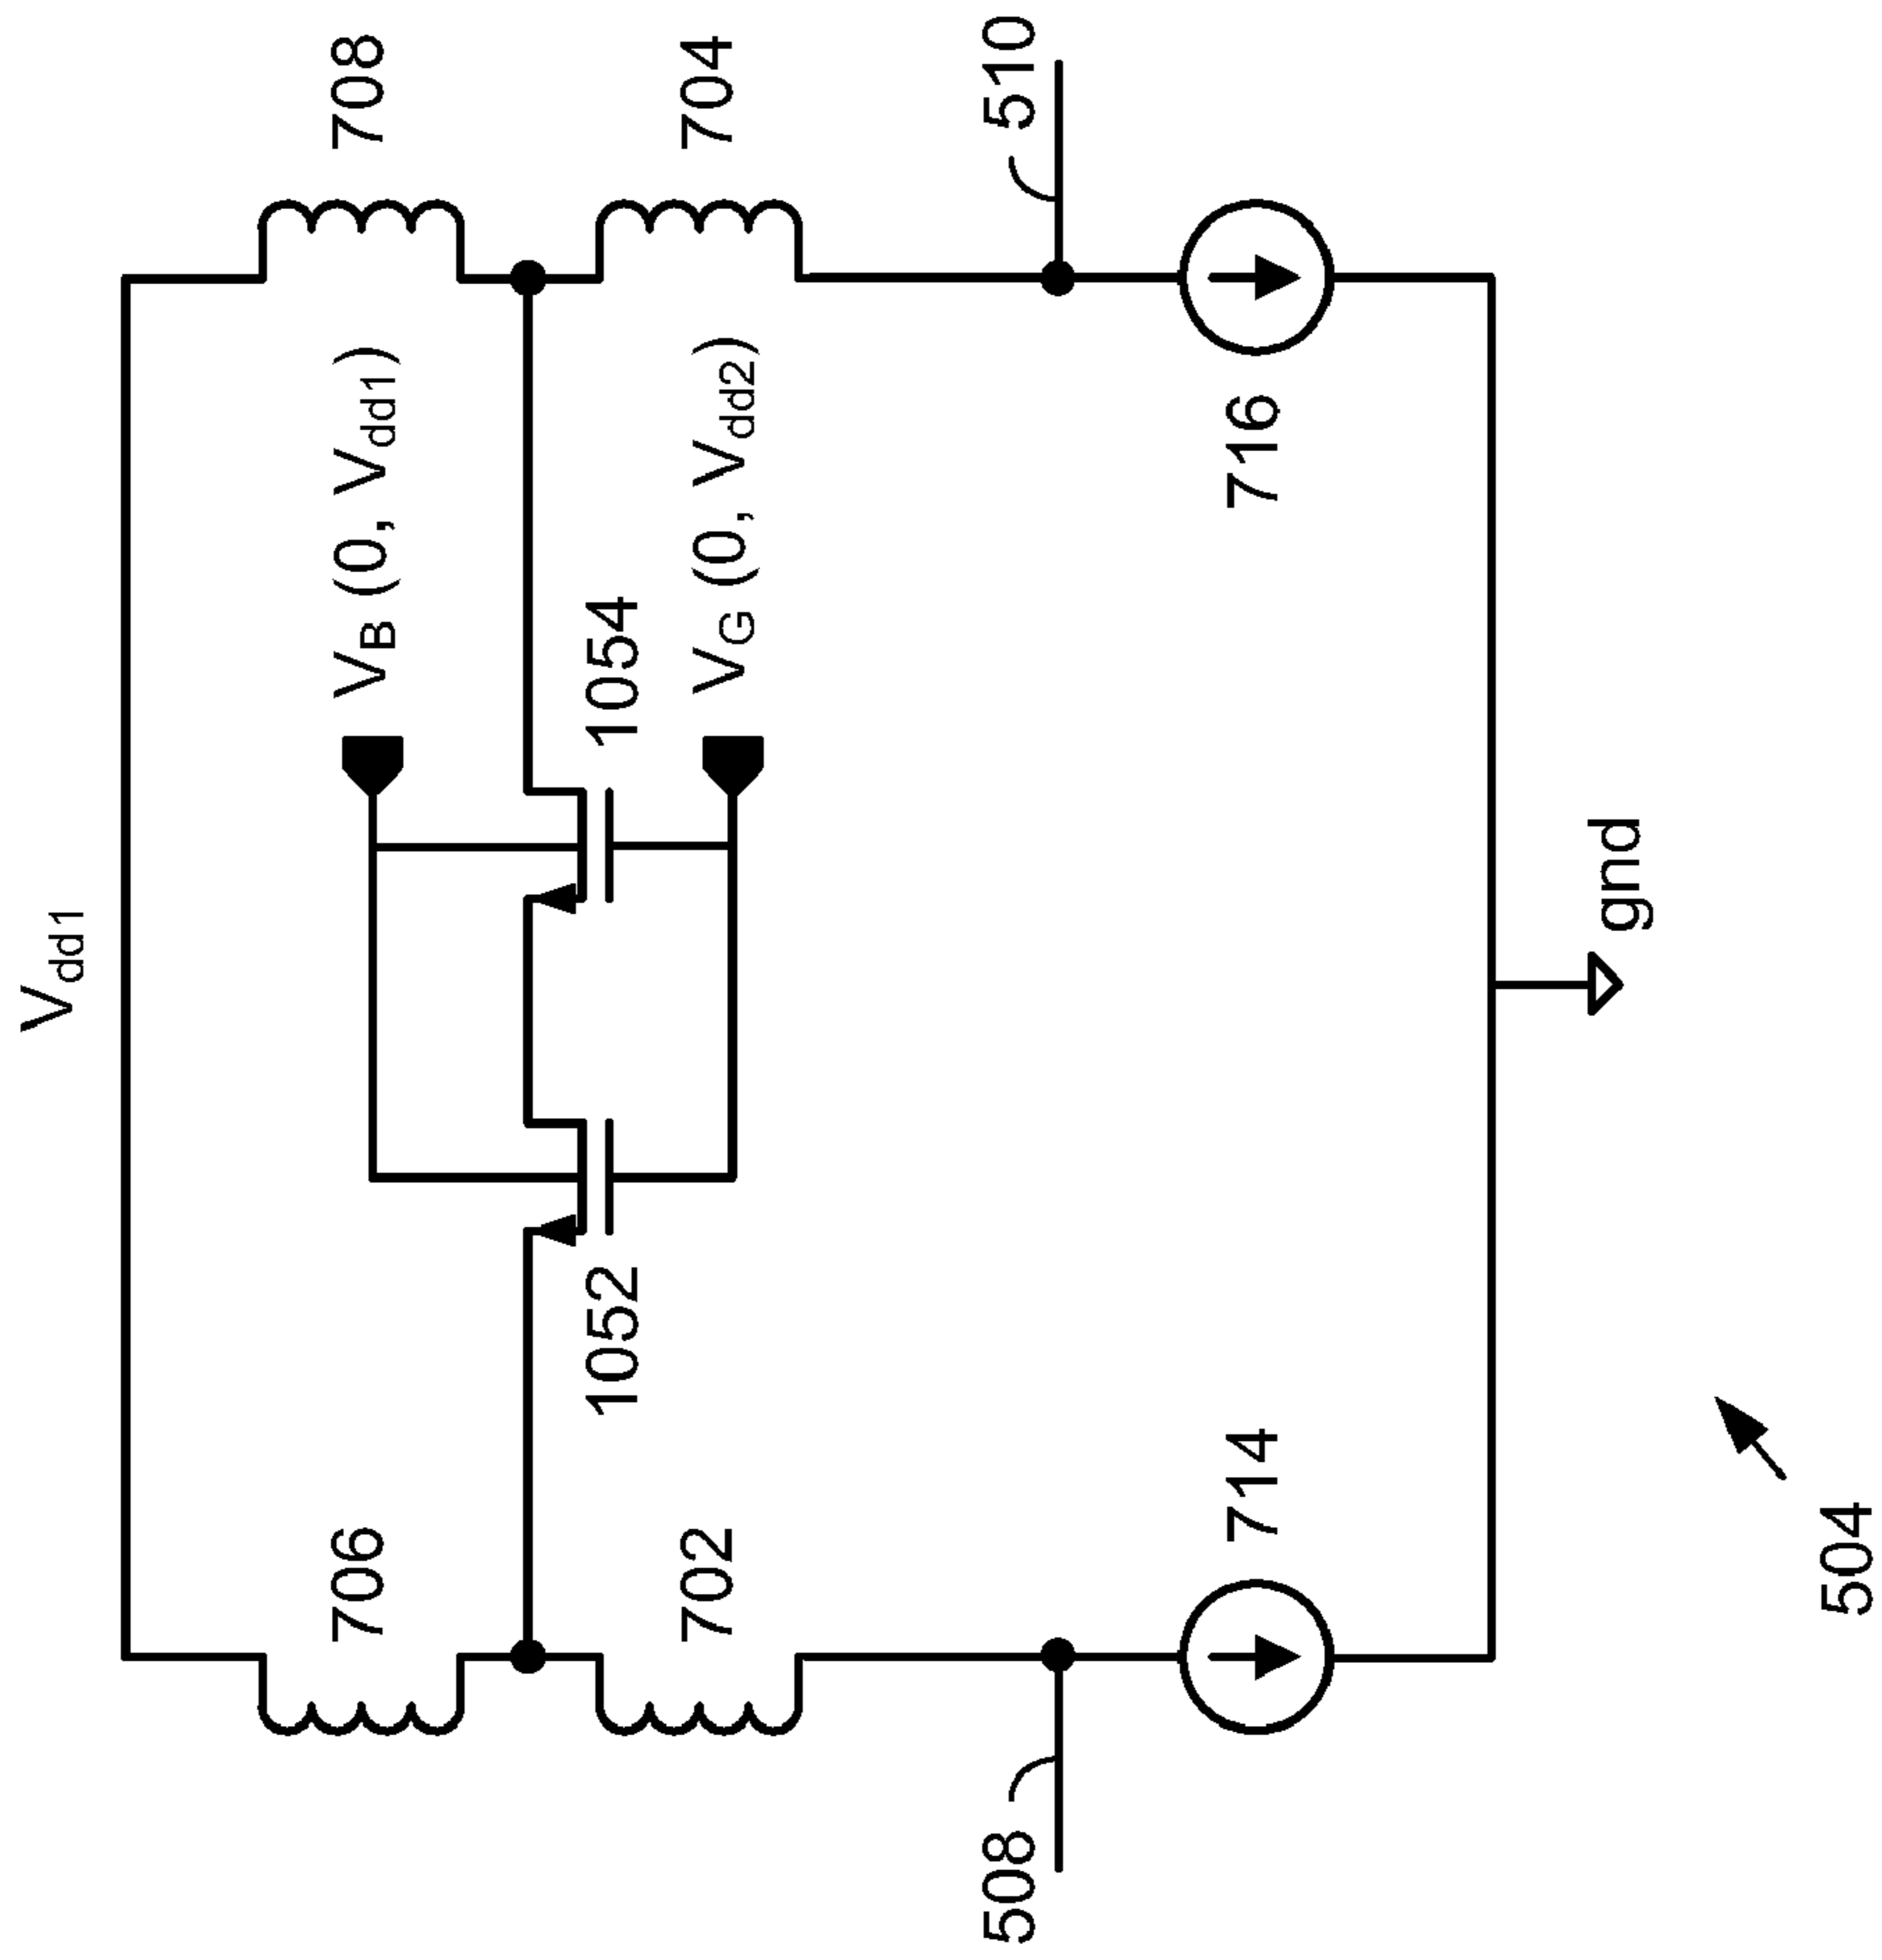 Vdd1
706
708
VB (0, Vdd1)
1052
1054
702
704
VG (0, Vdd2)
508
510
714
716
gnd
504